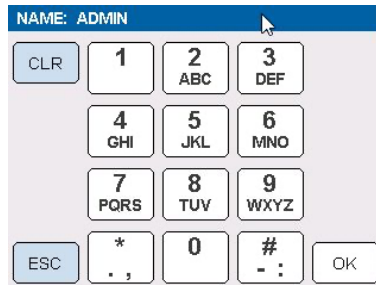 NAME: ADMIN
CLR 1 2 3
ABC DEF
4 5 6
GHI JKL MNO
7 8 9
PQRS TUV WXYZ
* 0 #
ESC . , - : OK